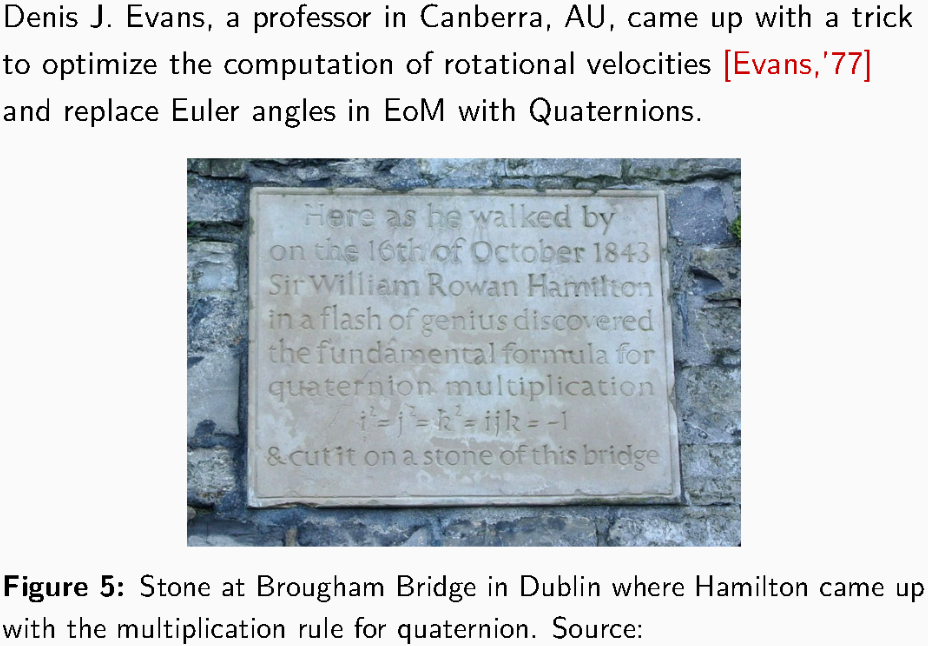 Denis J. Evans, a professor in Canberra, AU, came up with a trick
to optimize the computation of rotational velocities [Evans,'77]
and replace Euler angles in EoM with Quaternions.
Here as he walked by
on the 16th of October 1843
Sir William Rowan Hamilton
in a flash of genius discovered
the fundamental formula for
quaternion multiplication
i² = j² = k² = ijk = -1
& cut it on a stone of this bridge
Figure 5: Stone at Brougham Bridge in Dublin where Hamilton came up
with the multiplication rule for quaternion. Source: